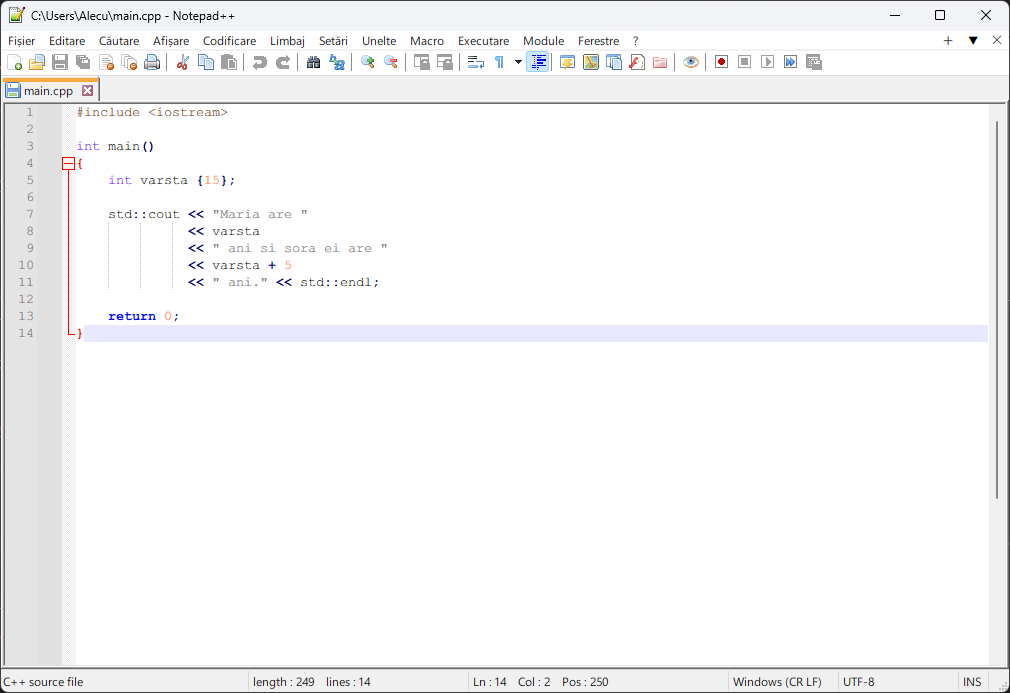 C:\Users\Alecu\main.cpp - Notepad++
Fișier Editare Căutare Afișare Codificare Limbaj Setări Unelte Macro Executare Module Ferestre ?
main.cpp
1 #include <iostream>
2
3 int main()
4 {
5 int varsta {15};
6
7 std::cout << "Maria are "
8 << varsta
9 << " ani si sora ei are "
10 << varsta + 5
11 << " ani." << std::endl;
12
13 return 0;
14 }
C++ source file length : 249 lines : 14 Ln : 14 Col : 2 Pos : 250 Windows (CR LF) UTF-8 INS